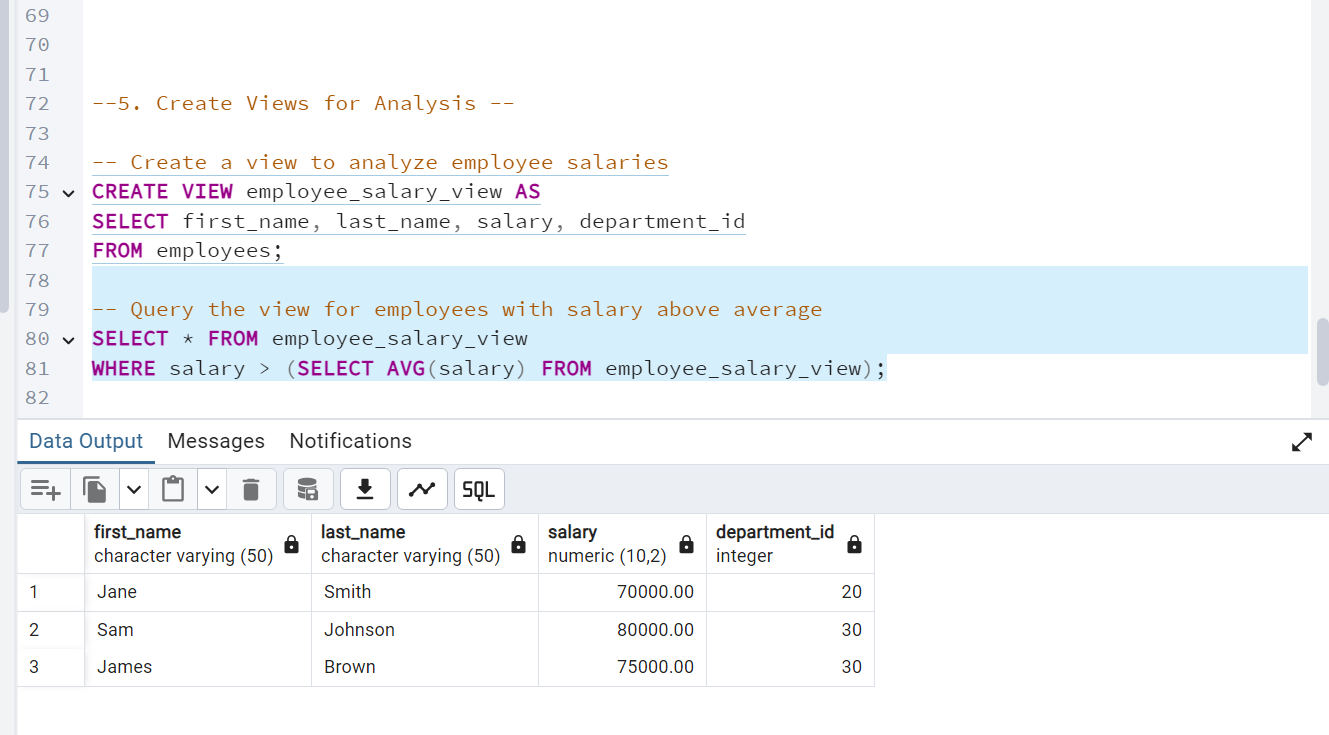 69
70
71
72 --5. Create Views for Analysis --
73
74 -- Create a view to analyze employee salaries
75 CREATE VIEW employee_salary_view AS
76 SELECT first_name, last_name, salary, department_id
77 FROM employees;
78
79 -- Query the view for employees with salary above average
80 SELECT * FROM employee_salary_view
81 WHERE salary > (SELECT AVG(salary) FROM employee_salary_view);
82
Data Output Messages Notifications
SQL
first_name last_name salary department_id
character varying (50) character varying (50) numeric (10,2) integer
1 Jane Smith 70000.00 20
2 Sam Johnson 80000.00 30
3 James Brown 75000.00 30